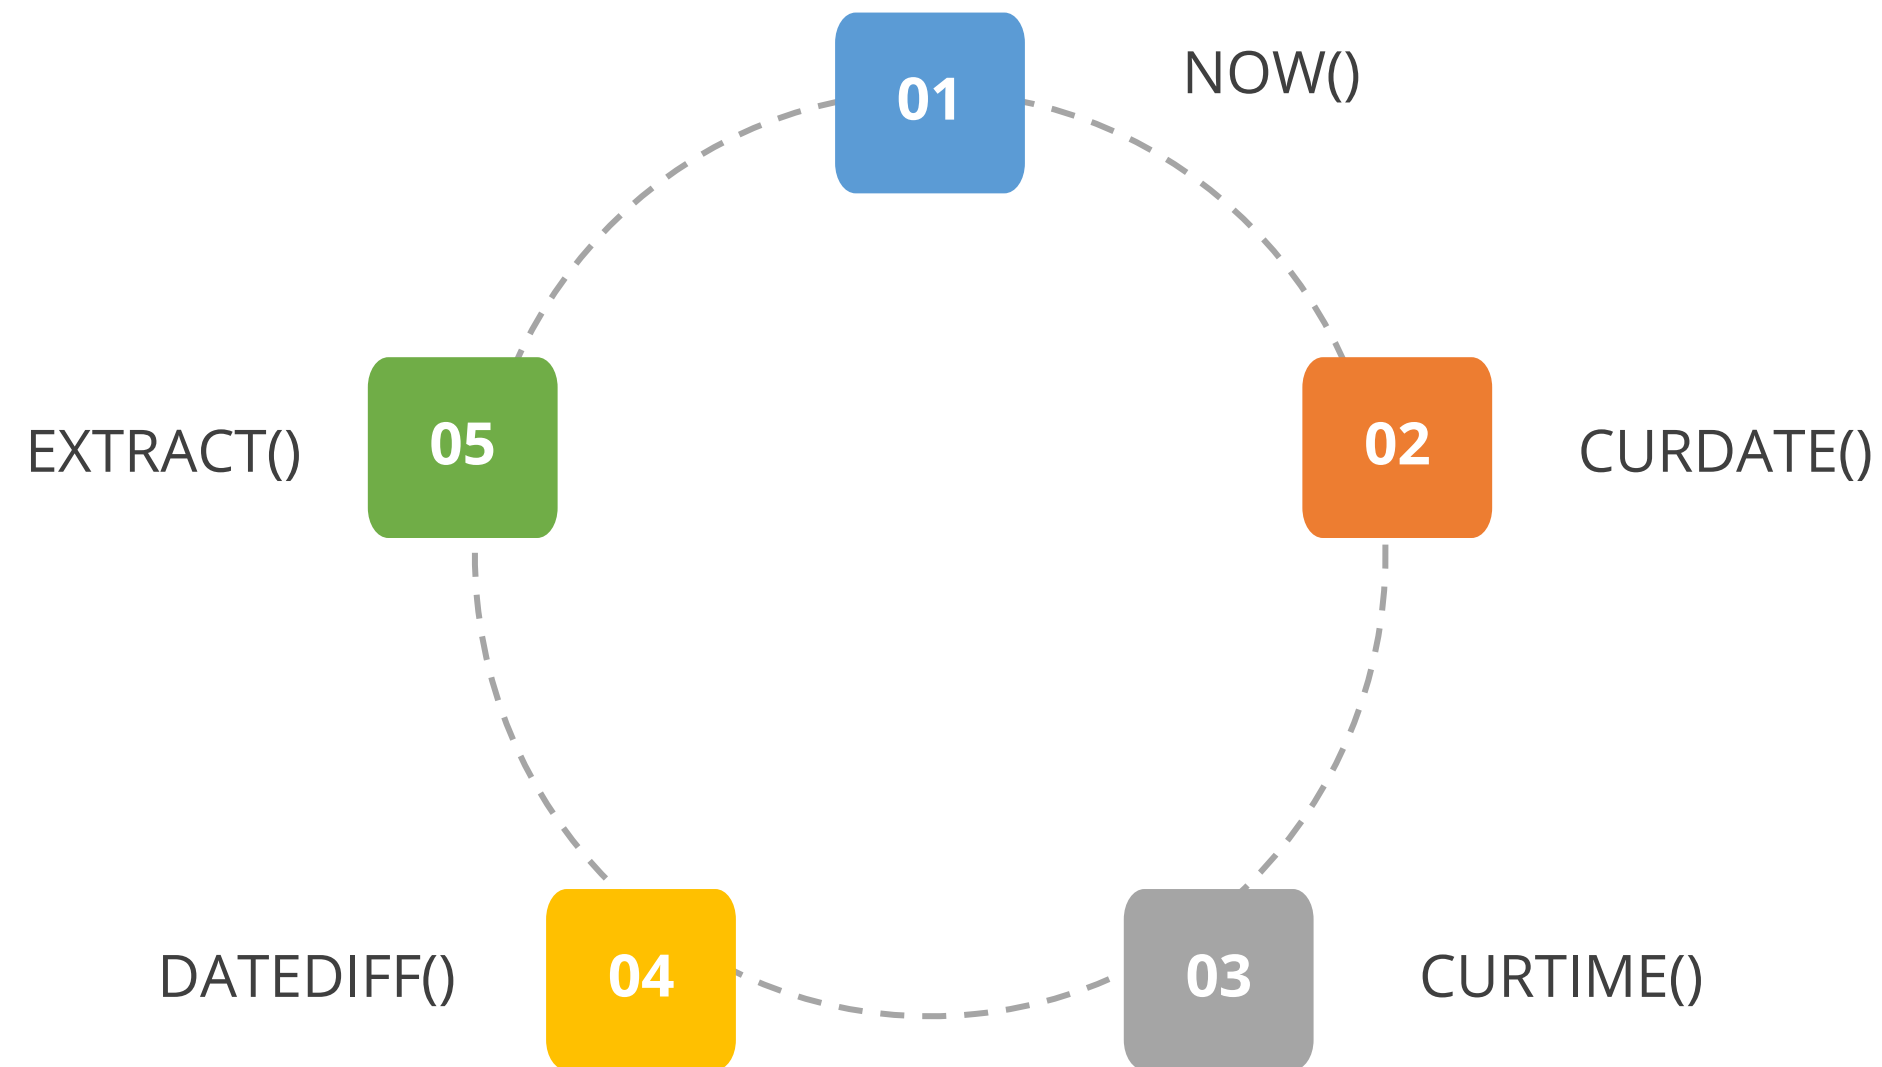 01
NOW()
02
CURDATE()
03
CURTIME()
04
DATEDIFF()
05
EXTRACT()